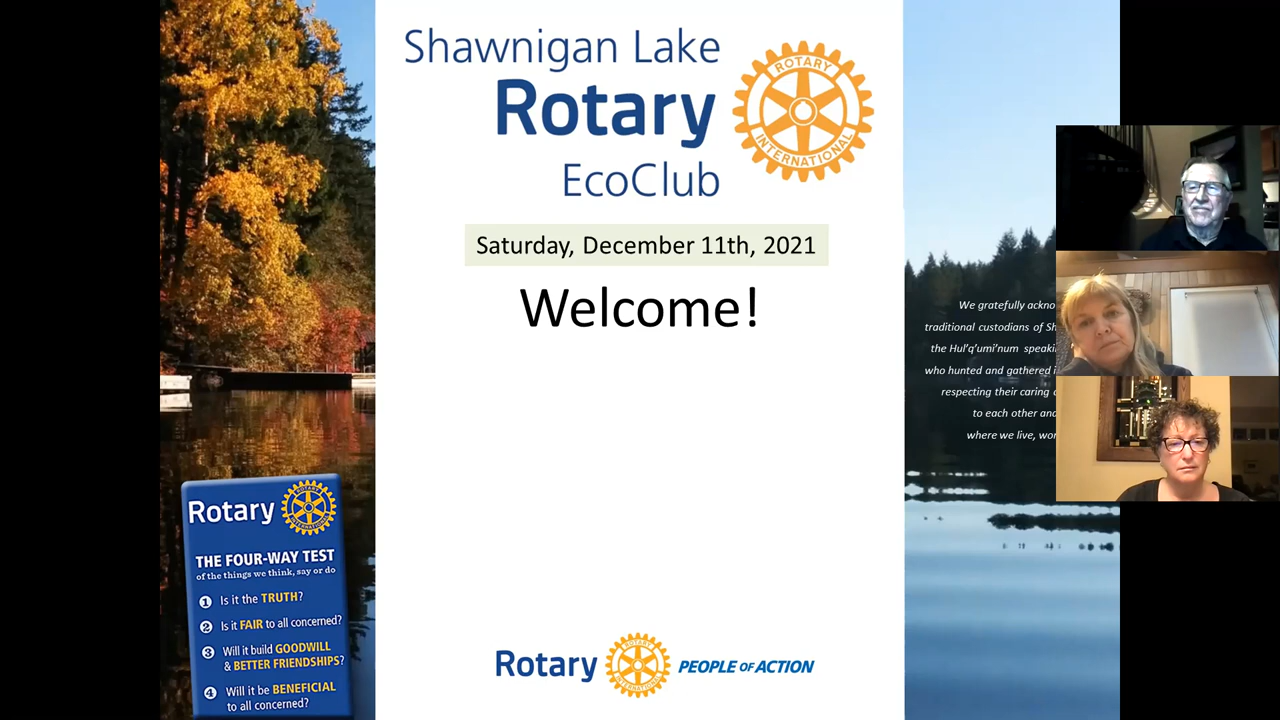 Shawnigan Lake
Rotary
EcoClub
ROTARY
INTERNATIONAL
Saturday, December 11th, 2021
Welcome!
We gratefully ackno
traditional custodians of Sh
the Hul'q'umi'num speaki
who hunted and gathered i
respecting their caring
to each other and
where we live, wor
Rotary
ROTARY
INTERNATIONAL
THE FOUR-WAY TEST
of the things we think, say or do
1 Is it the TRUTH?
2 Is it FAIR to all concerned?
3 Will it build GOODWILL
& BETTER FRIENDSHIPS?
4 Will it be BENEFICIAL
to all concerned?
Rotary
ROTARY
INTERNATIONAL
PEOPLE OF ACTION